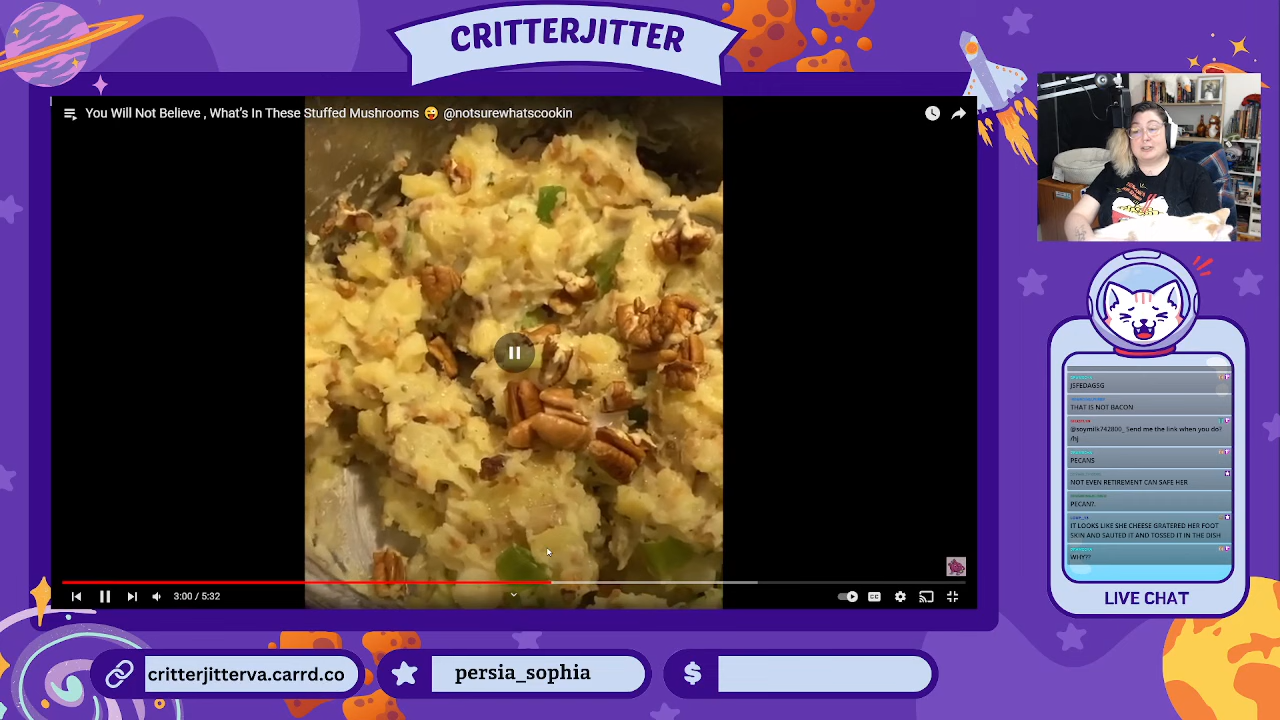 CRITTERJITTER
You Will Not Believe , What's In These Stuffed Mushrooms 😜 @notsurewhatscookin
3:00 / 5:32
CC
JSFEDAGSG
THAT IS NOT BACON
@soymilk742800_ Send me the link when you do?
/hj
PECANS
NOT EVEN RETIREMENT CAN SAFE HER
PECAN?.
IT LOOKS LIKE SHE CHEESE GRATERED HER FOOT
SKIN AND SAUTED IT AND TOSSED IT IN THE DISH
WHY??
LIVE CHAT
critterjitterva.carrd.co
persia_sophia
$